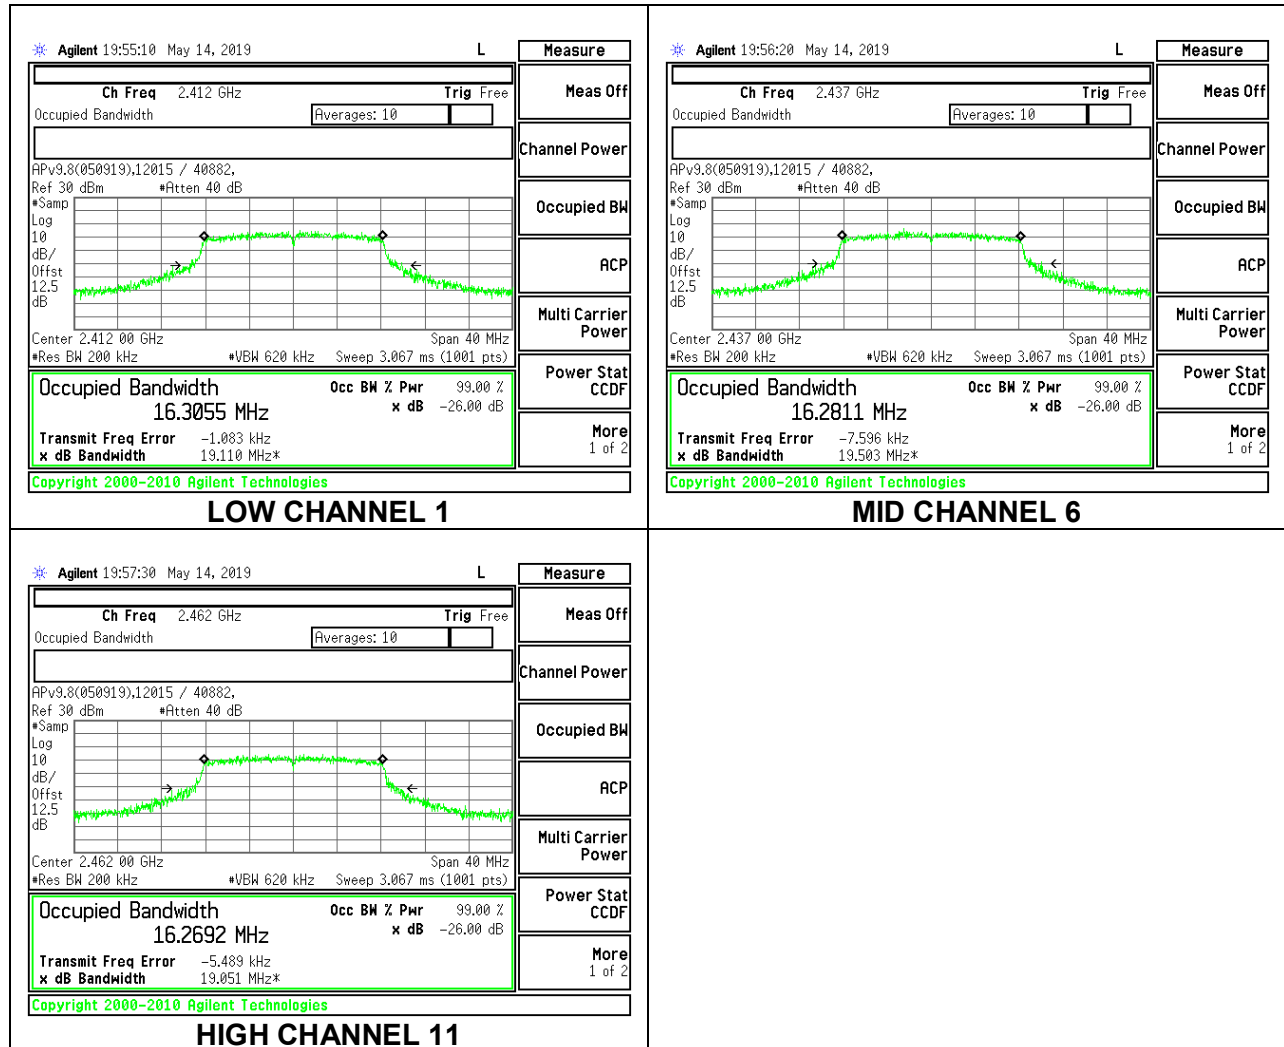 Agilent 19:55:10 May 14, 2019 L Measure
Ch Freq 2.412 GHz Trig Free
Meas Off
Occupied Bandwidth Averages: 10
Channel Power
APv9.8(050919),12015 / 40882,
Ref 30 dBm #Atten 40 dB
#Samp
Log
10
dB/
Offst
12.5
dB
Occupied BW
ACP
Multi Carrier
Power
Center 2.412 00 GHz Span 40 MHz
#Res BW 200 kHz #VBW 620 kHz Sweep 3.067 ms (1001 pts)
Power Stat
CCDF
Occupied Bandwidth Occ BW % Pwr 99.00 %
16.3055 MHz x dB -26.00 dB
Transmit Freq Error -1.083 kHz
x dB Bandwidth 19.110 MHz*
More
1 of 2
Copyright 2000-2010 Agilent Technologies
LOW CHANNEL 1
Agilent 19:56:20 May 14, 2019 L Measure
Ch Freq 2.437 GHz Trig Free
Meas Off
Occupied Bandwidth Averages: 10
Channel Power
APv9.8(050919),12015 / 40882,
Ref 30 dBm #Atten 40 dB
#Samp
Log
10
dB/
Offst
12.5
dB
Occupied BW
ACP
Multi Carrier
Power
Center 2.437 00 GHz Span 40 MHz
#Res BW 200 kHz #VBW 620 kHz Sweep 3.067 ms (1001 pts)
Power Stat
CCDF
Occupied Bandwidth Occ BW % Pwr 99.00 %
16.2811 MHz x dB -26.00 dB
Transmit Freq Error -7.596 kHz
x dB Bandwidth 19.503 MHz*
More
1 of 2
Copyright 2000-2010 Agilent Technologies
MID CHANNEL 6
Agilent 19:57:30 May 14, 2019 L Measure
Ch Freq 2.462 GHz Trig Free
Meas Off
Occupied Bandwidth Averages: 10
Channel Power
APv9.8(050919),12015 / 40882,
Ref 30 dBm #Atten 40 dB
#Samp
Log
10
dB/
Offst
12.5
dB
Occupied BW
ACP
Multi Carrier
Power
Center 2.462 00 GHz Span 40 MHz
#Res BW 200 kHz #VBW 620 kHz Sweep 3.067 ms (1001 pts)
Power Stat
CCDF
Occupied Bandwidth Occ BW % Pwr 99.00 %
16.2692 MHz x dB -26.00 dB
Transmit Freq Error -5.489 kHz
x dB Bandwidth 19.051 MHz*
More
1 of 2
Copyright 2000-2010 Agilent Technologies
HIGH CHANNEL 11